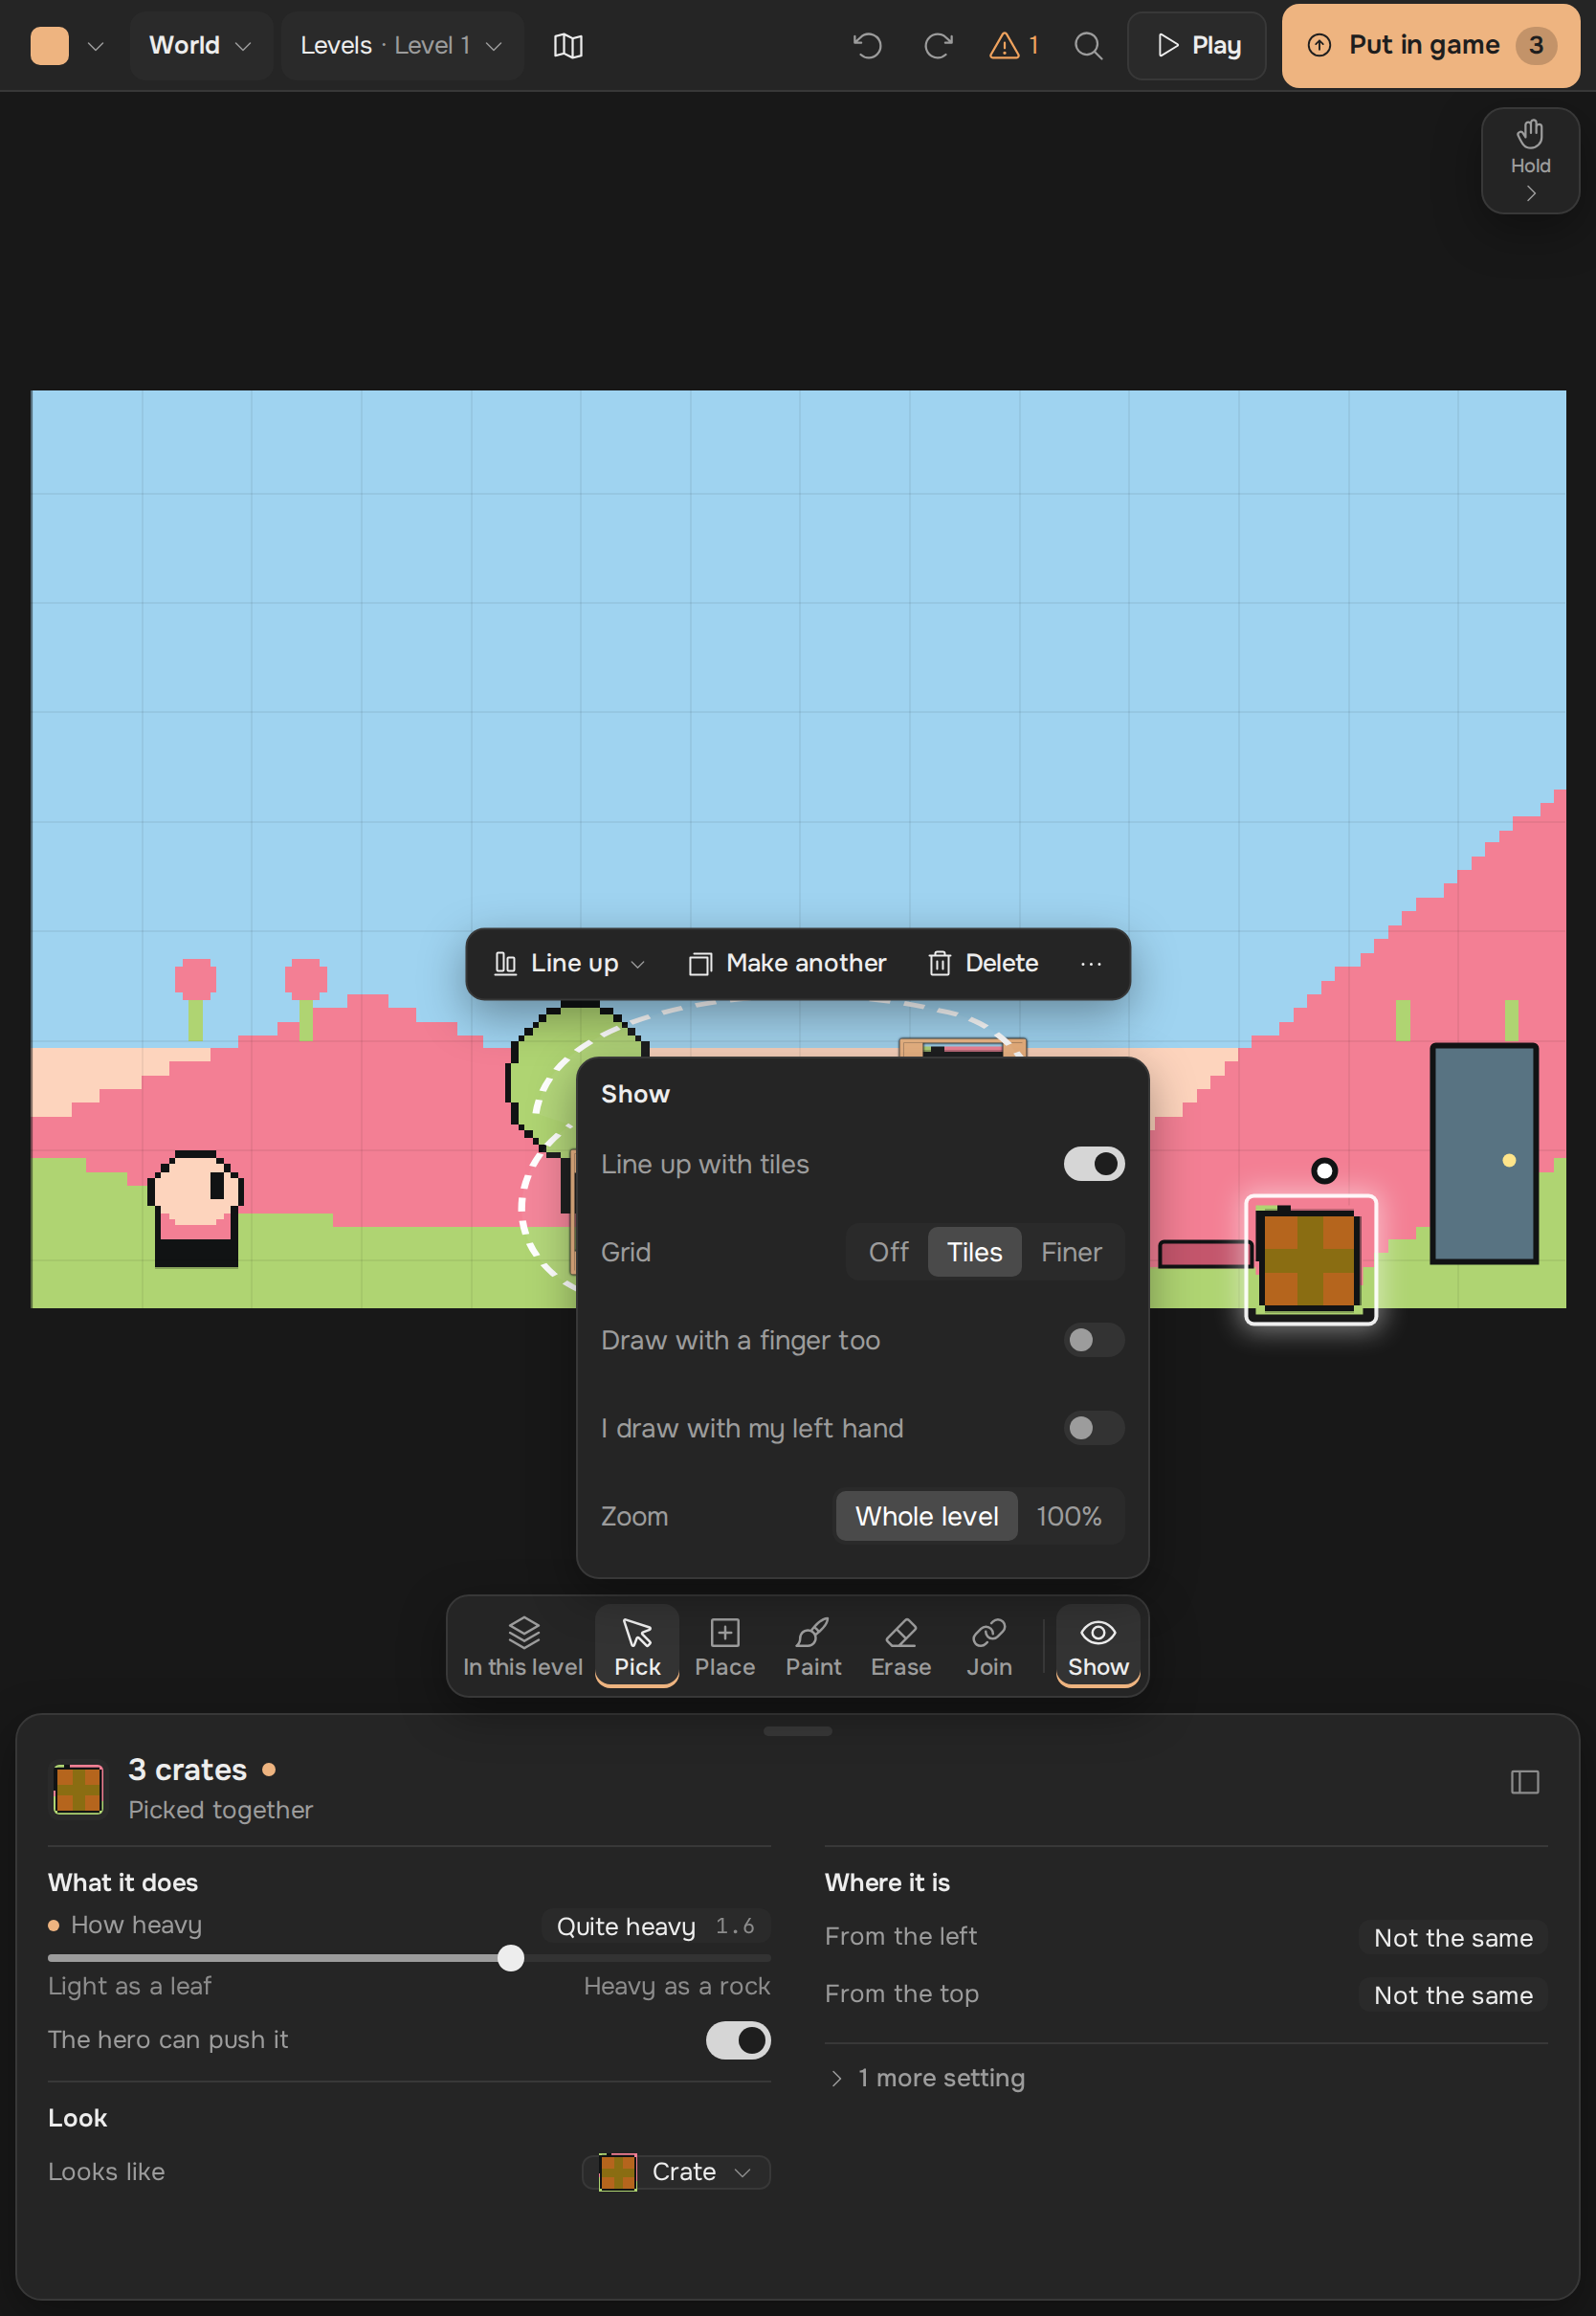 World
Levels · Level 1
1
Play
Put in game 3
Hold
Line up
Make another
Delete
···
Show
Line up with tiles
Grid
Off Tiles Finer
Draw with a finger too
I draw with my left hand
Zoom
Whole level 100%
In this level Pick Place Paint Erase Join Show
3 crates
Picked together
What it does
How heavy
Quite heavy 1.6
Light as a leaf
Heavy as a rock
The hero can push it
Look
Looks like
Crate
Where it is
From the left
Not the same
From the top
Not the same
1 more setting